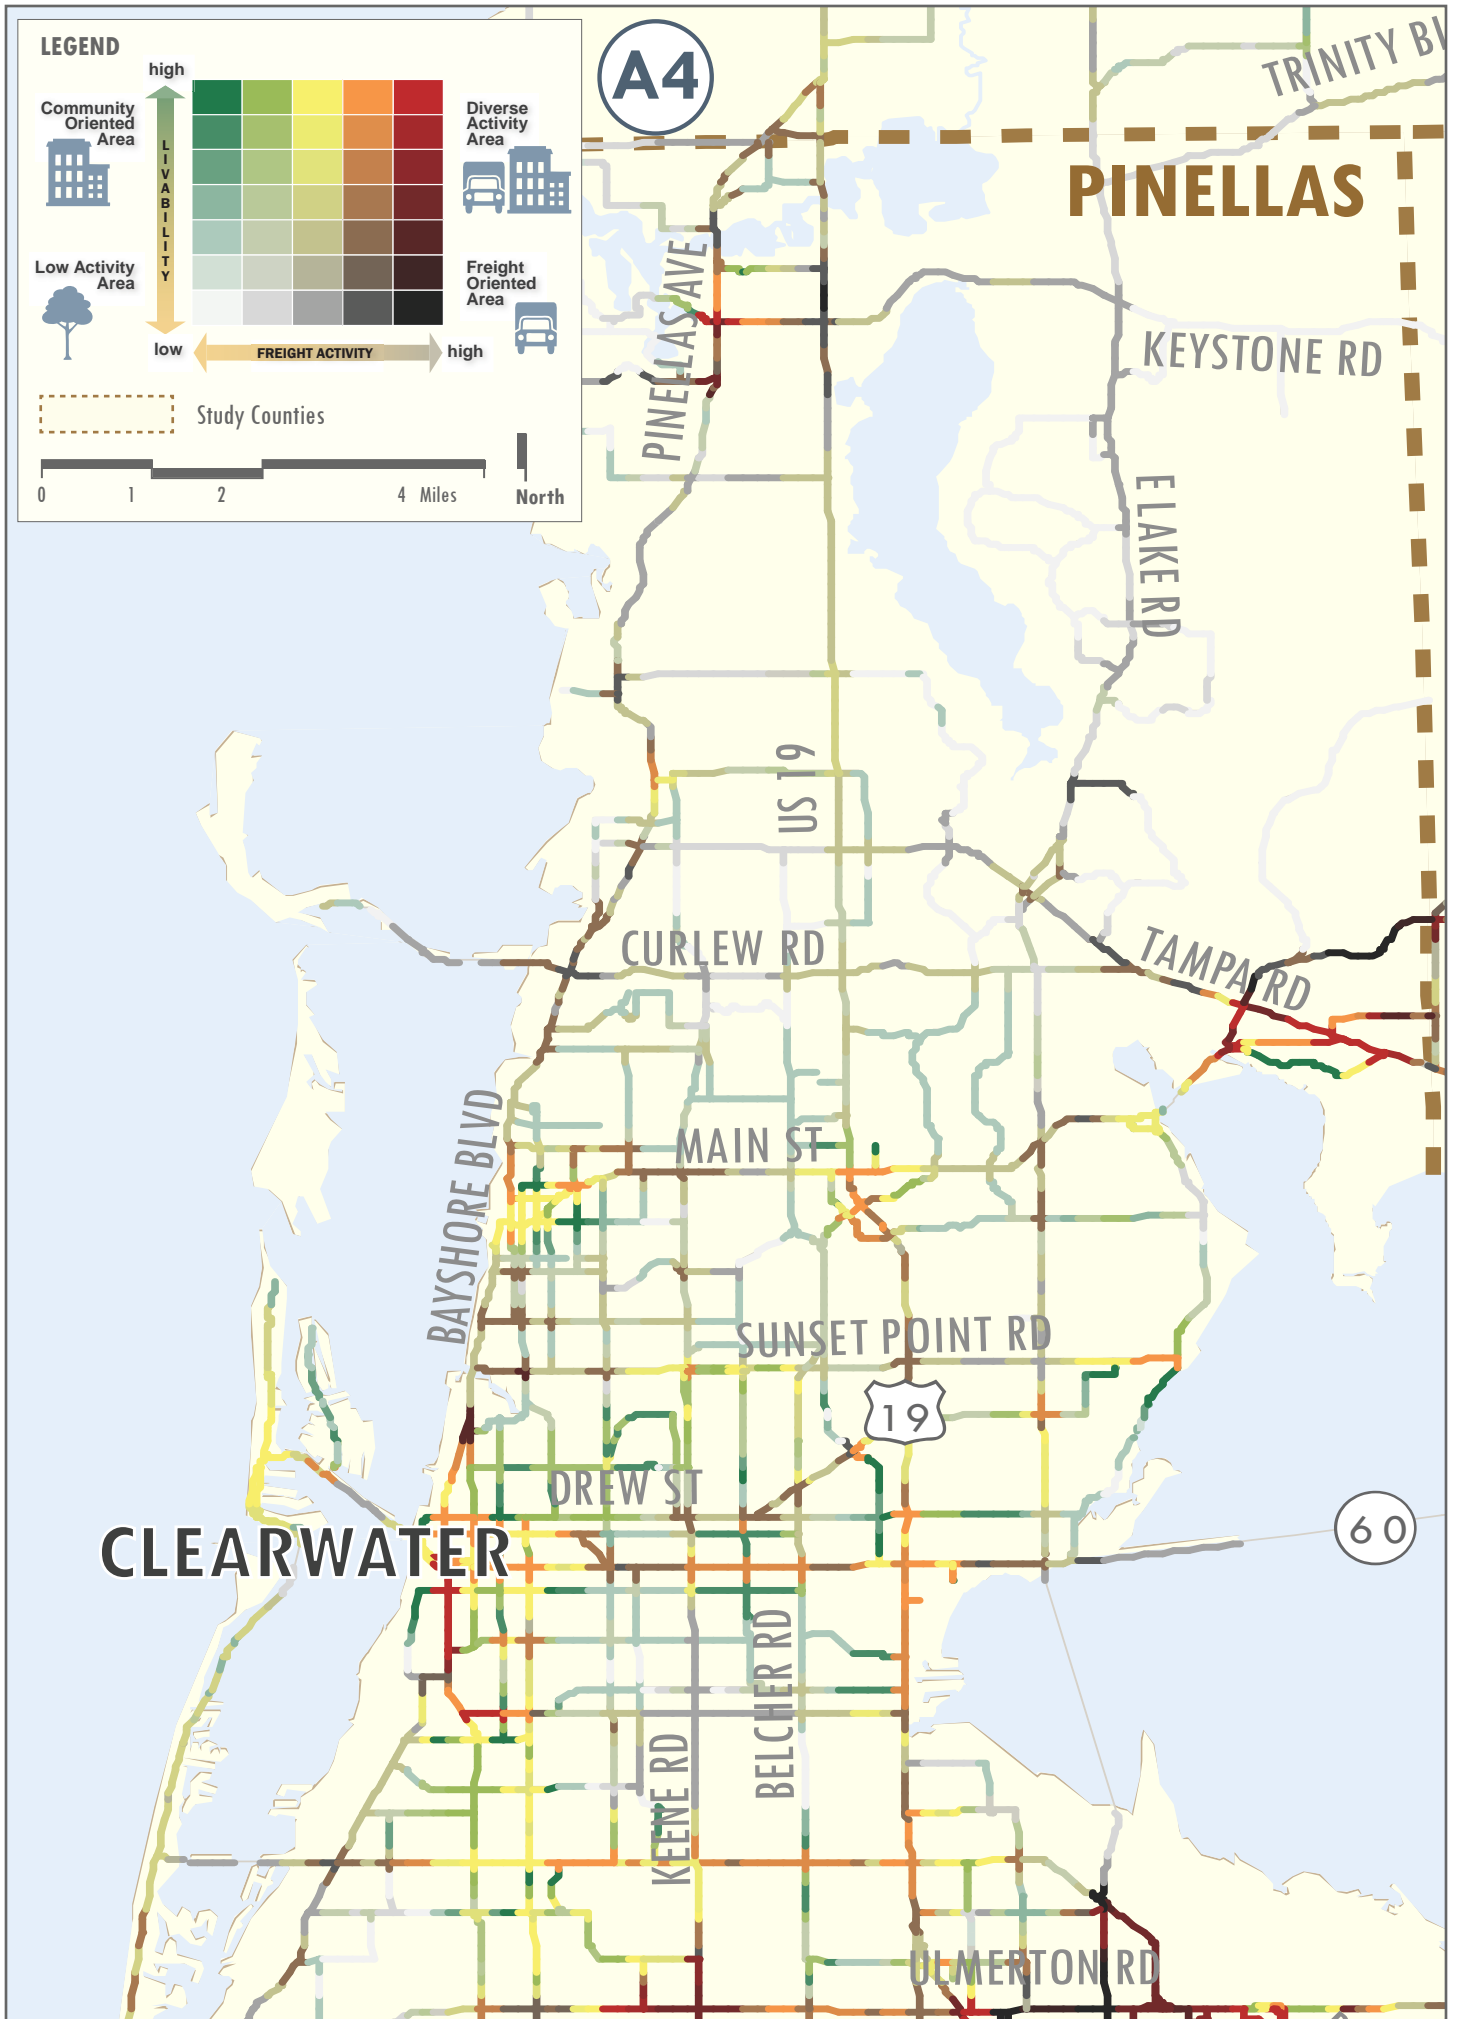 LEGEND
high
Community
Oriented
Area
Diverse
Activity
Area
LIVABILITY
Low Activity
Area
Freight
Oriented
Area
low
FREIGHT ACTIVITY
high
Study Counties
0 1 2 4 Miles
North
A4
TRINITY BL
PINELLAS
PINELLAS AVE
KEYSTONE RD
E LAKE RD
US 19
CURLEW RD
TAMPA RD
MAIN ST
BAYSHORE BLVD
SUNSET POINT RD
19
DREW ST
CLEARWATER
60
BELCHER RD
KEENE RD
ULMERTON RD